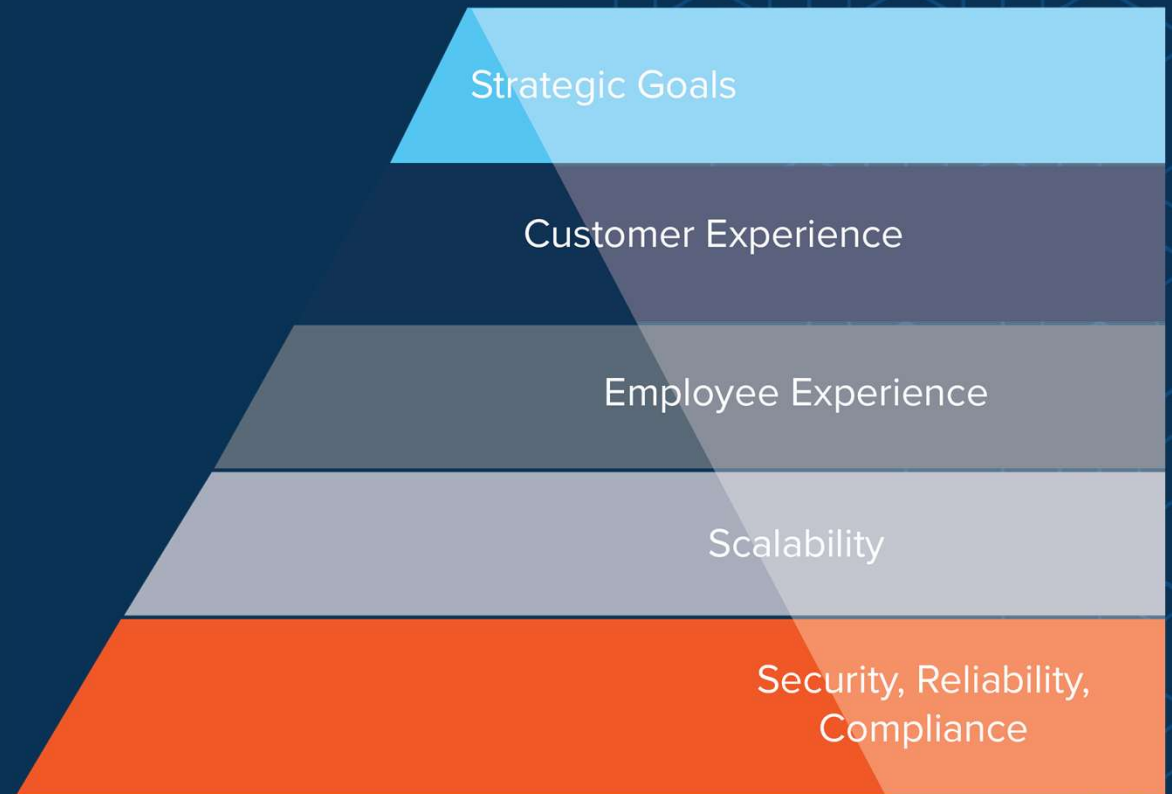 Strategic Goals
Customer Experience
Employee Experience
Scalability
Security, Reliability,
Compliance